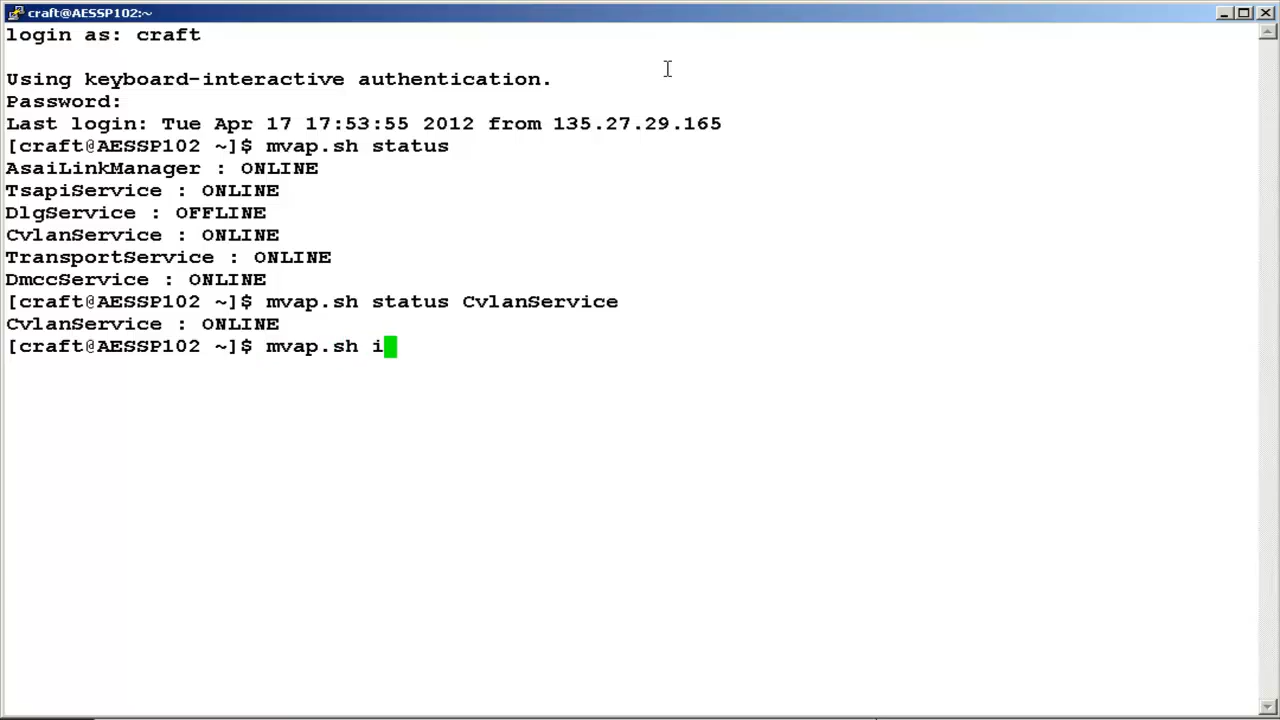 craft@AESSP102:~
login as: craft
Using keyboard-interactive authentication.
Password:
Last login: Tue Apr 17 17:53:55 2012 from 135.27.29.165
[craft@AESSP102 ~]$ mvap.sh status
AsaiLinkManager : ONLINE
TsapiService : ONLINE
DlgService : OFFLINE
CvlanService : ONLINE
TransportService : ONLINE
DmccService : ONLINE
[craft@AESSP102 ~]$ mvap.sh status CvlanService
CvlanService : ONLINE
[craft@AESSP102 ~]$ mvap.sh i